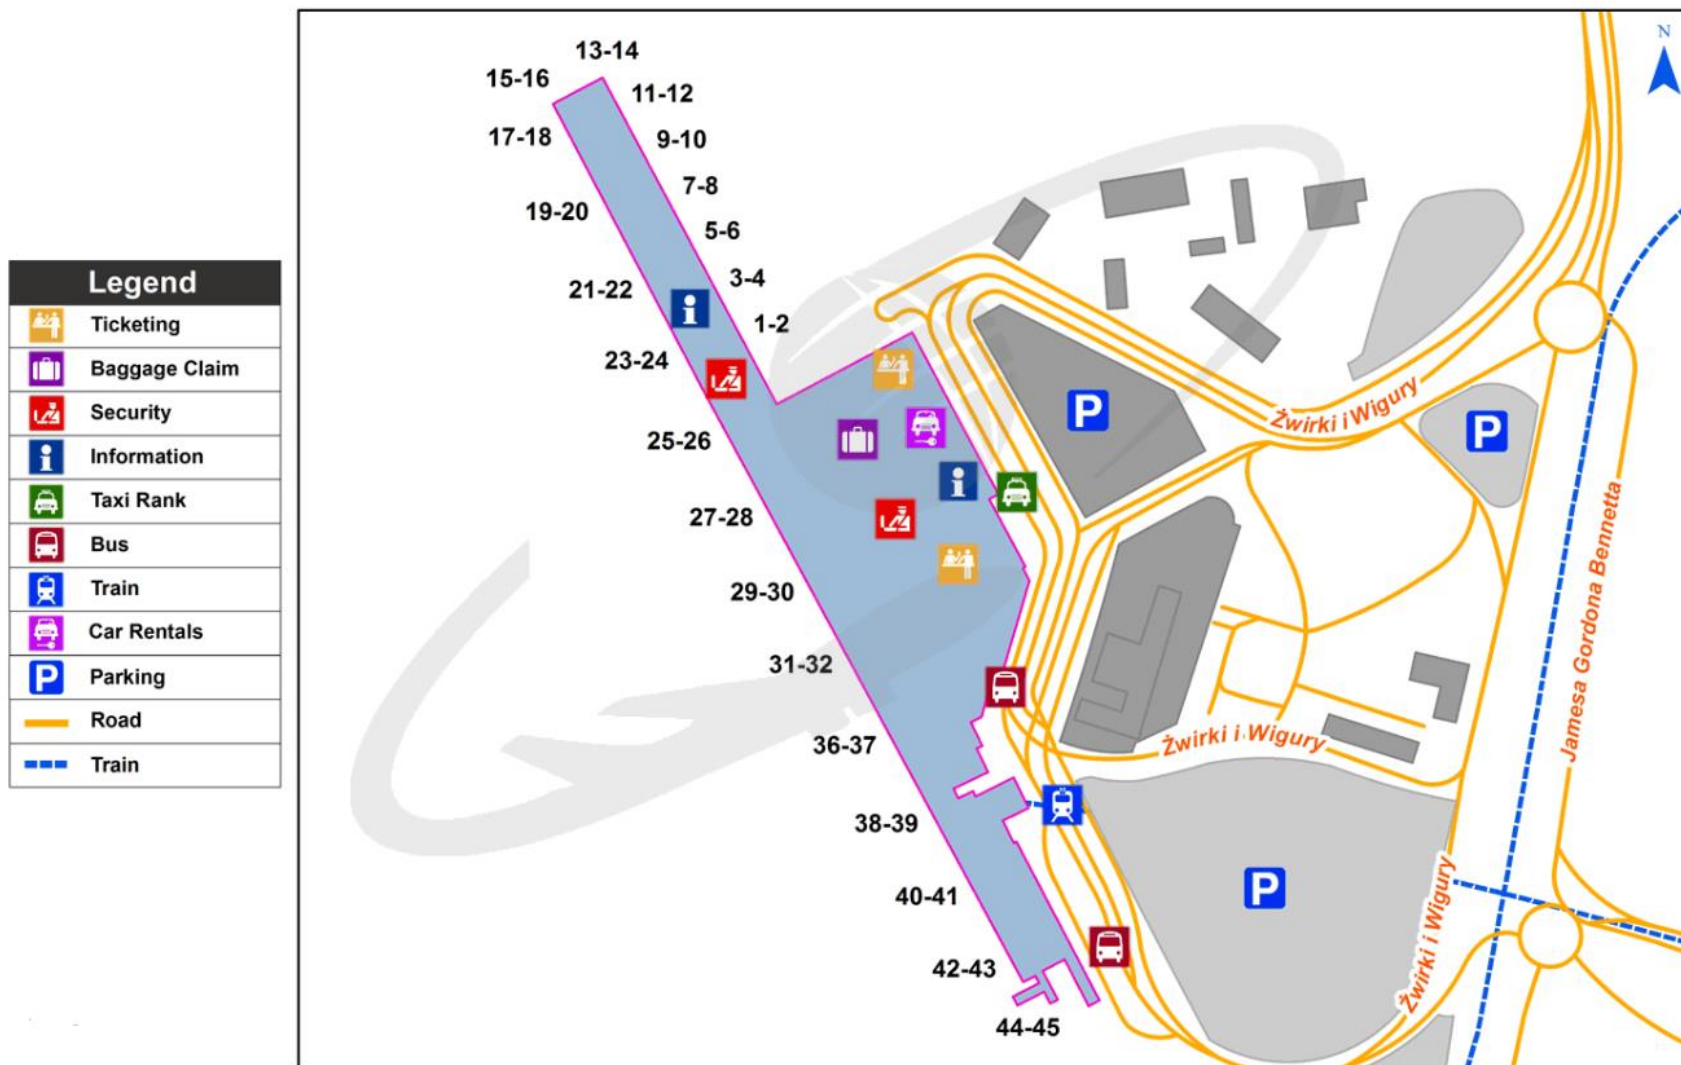 Legend
Ticketing
Baggage Claim
Security
Information
Taxi Rank
Bus
Train
Car Rentals
Parking
Road
Train
N
13-14
15-16
11-12
17-18
9-10
7-8
19-20
5-6
3-4
21-22
1-2
23-24
25-26
27-28
29-30
31-32
36-37
38-39
40-41
42-43
44-45
P
P
P
Żwirki i Wigury
Jamesa Gordona Bennetta
Żwirki i Wigury
Żwirki i Wigury